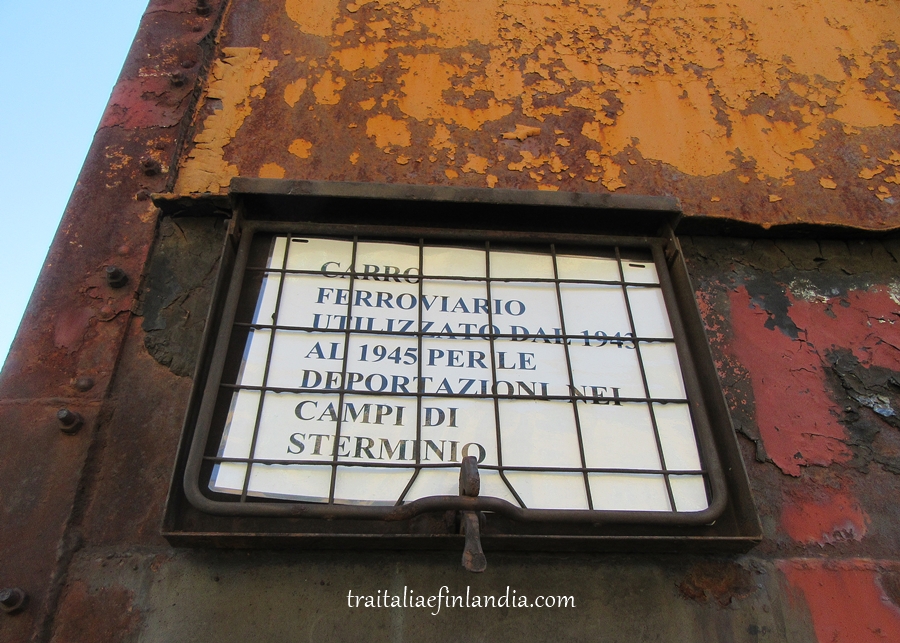 CARRO
FERROVIARIO
UTILIZZATO DAL 1943
AL 1945 PER LE
DEPORTAZIONI NEI
CAMPI DI
STERMINIO
traitaliaefinlandia.com